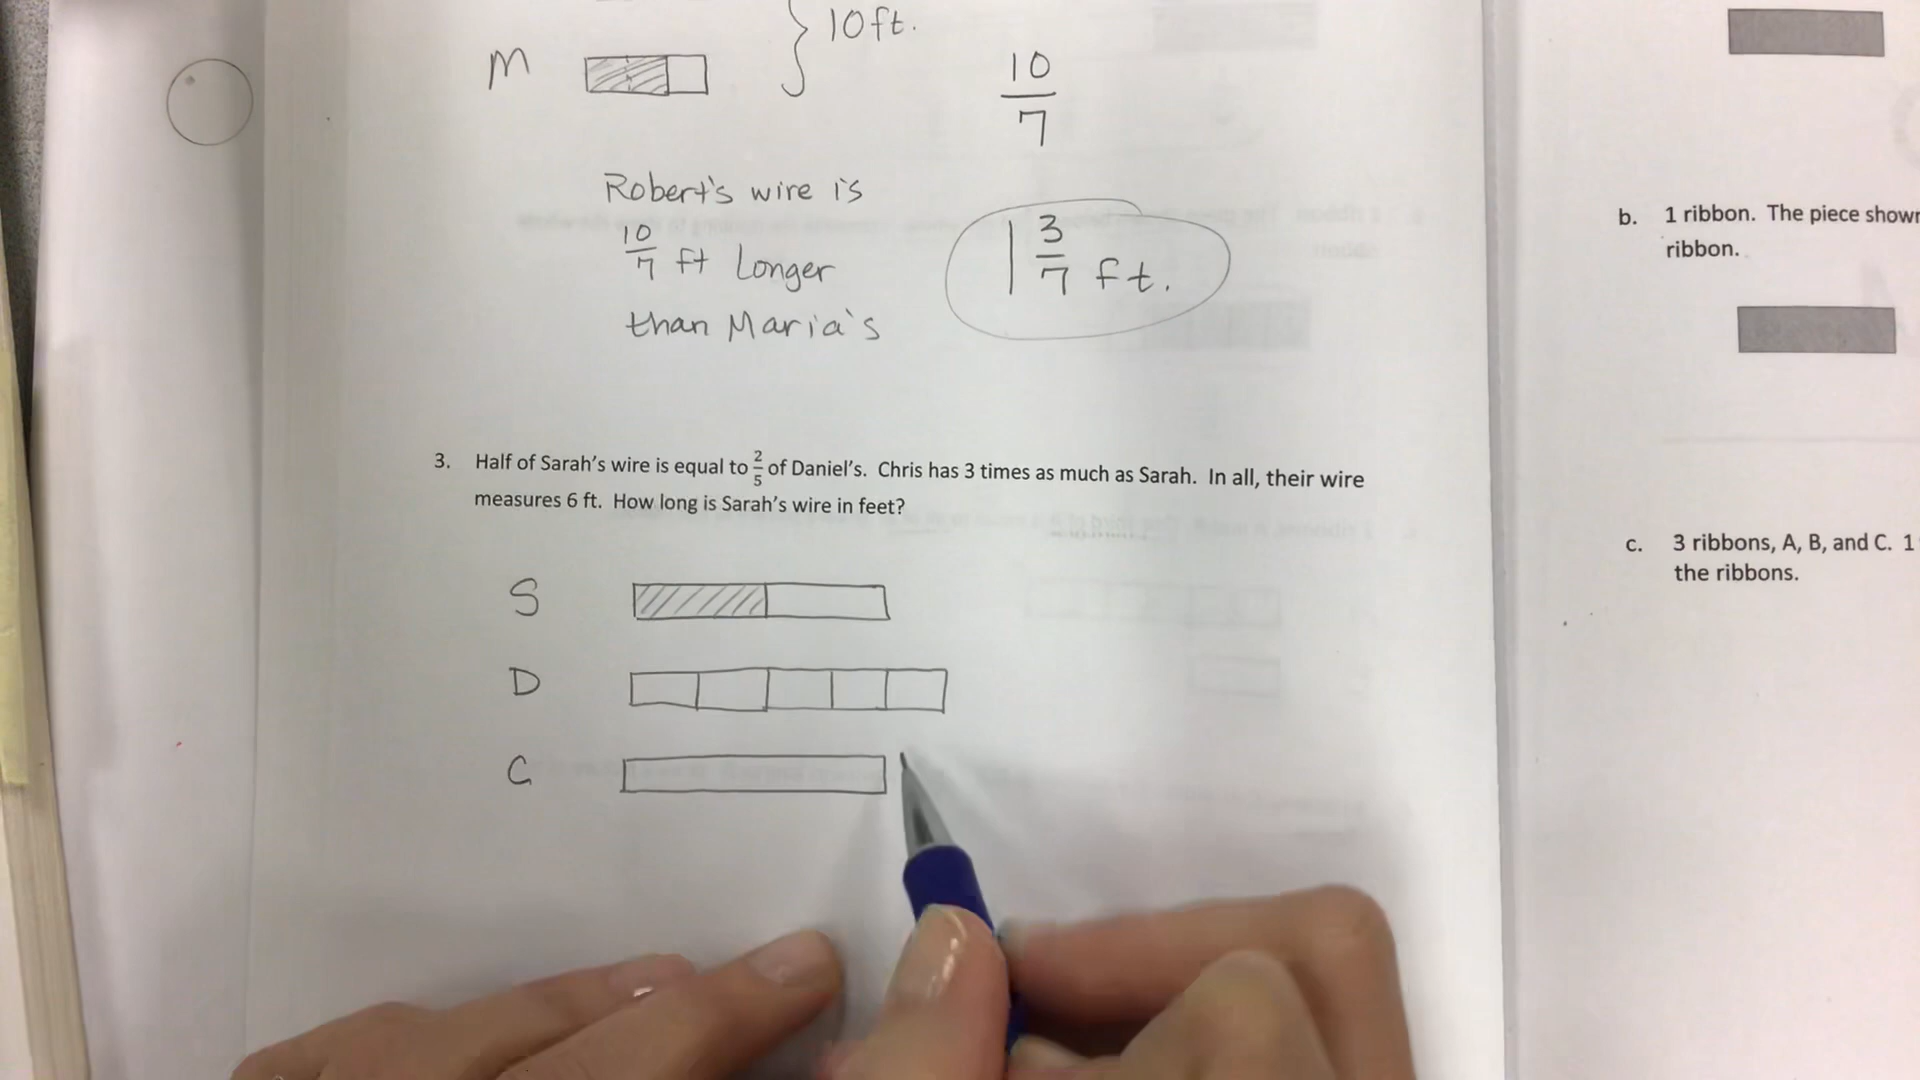 10ft.
M
10
7
Robert's wire is
10/7 ft Longer
than Maria's
1 3/7 ft.
3. Half of Sarah's wire is equal to 2/5 of Daniel's. Chris has 3 times as much as Sarah. In all, their wire
measures 6 ft. How long is Sarah's wire in feet?
S
D
C
b. 1 ribbon. The piece shown
ribbon.
c. 3 ribbons, A, B, and C. 1
the ribbons.